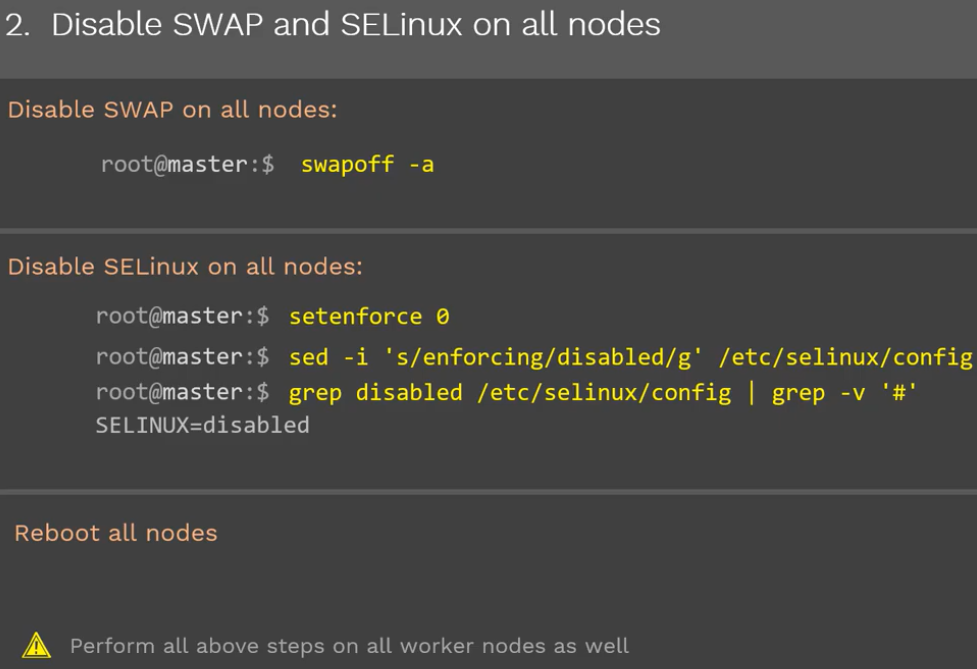 2. Disable SWAP and SELinux on all nodes
Disable SWAP on all nodes:
root@master:$ swapoff -a
Disable SELinux on all nodes:
root@master:$ setenforce 0
root@master:$ sed -i 's/enforcing/disabled/g' /etc/selinux/config
root@master:$ grep disabled /etc/selinux/config | grep -v '#'
SELINUX=disabled
Reboot all nodes
Perform all above steps on all worker nodes as well